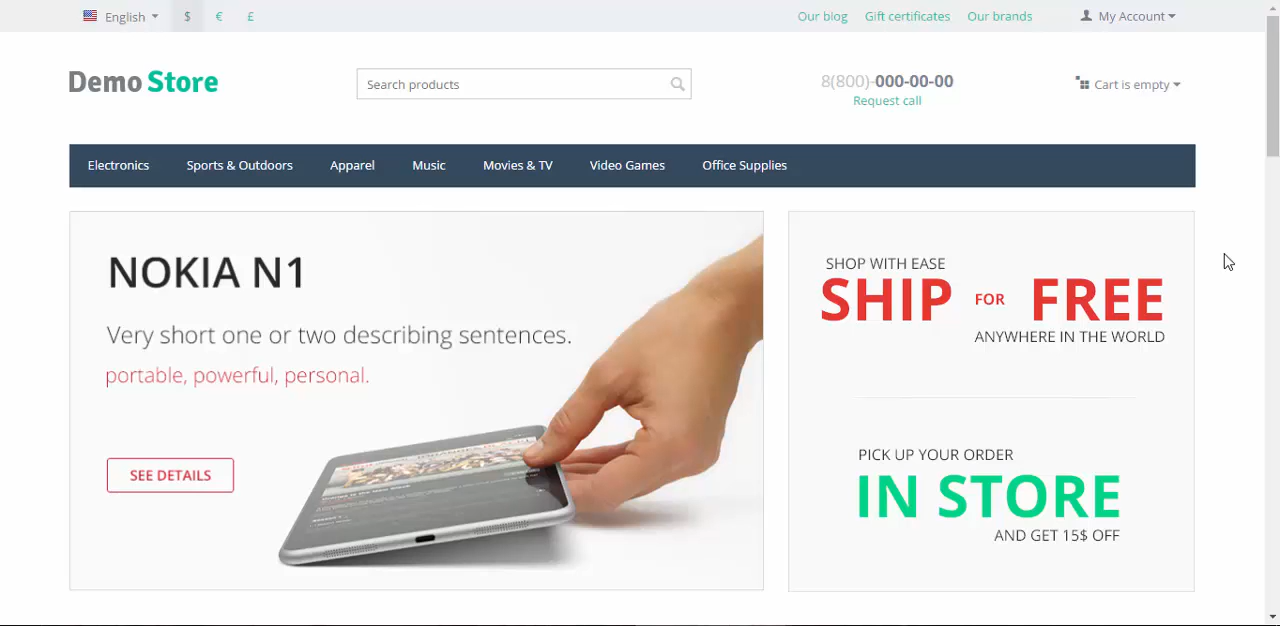 English $ € £ Our blog Gift certificates Our brands My Account
Demo Store Search products 8(800)-000-00-00 Cart is empty
Request call
Electronics Sports & Outdoors Apparel Music Movies & TV Video Games Office Supplies
NOKIA N1
Very short one or two describing sentences.
portable, powerful, personal.
SEE DETAILS
SHOP WITH EASE
SHIP FOR FREE
ANYWHERE IN THE WORLD
PICK UP YOUR ORDER
IN STORE
AND GET 15$ OFF